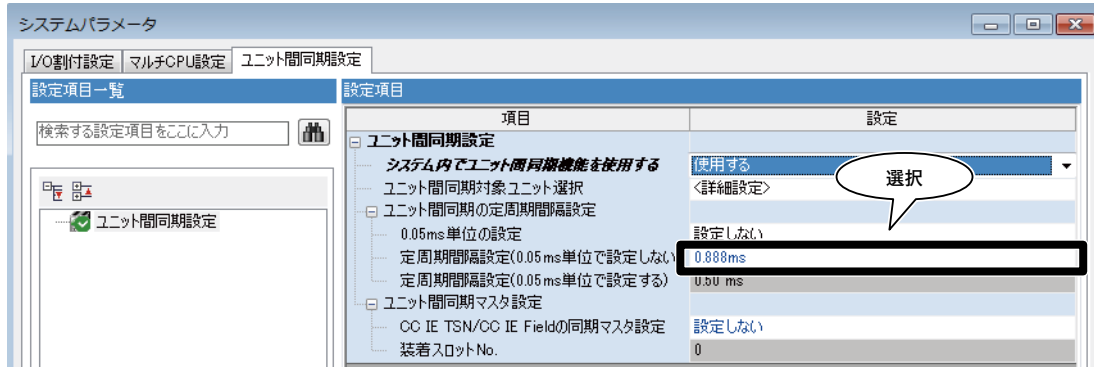 システムパラメータ
I/O割付設定 マルチCPU設定 ユニット間同期設定
設定項目一覧
検索する設定項目をここに入力
ユニット間同期設定
設定項目
項目 設定
ユニット間同期設定
システム内でユニット間同期機能を使用する 使用する
ユニット間同期対象ユニット選択 <詳細設定>
選択
ユニット間同期の定周期間隔設定
0.05ms単位の設定 設定しない
定周期間隔設定(0.05ms単位で設定しない) 0.888ms
定周期間隔設定(0.05ms単位で設定する) 0.50 ms
ユニット間同期マスタ設定
CC IE TSN/CC IE Fieldの同期マスタ設定 設定しない
装着スロットNo. 0